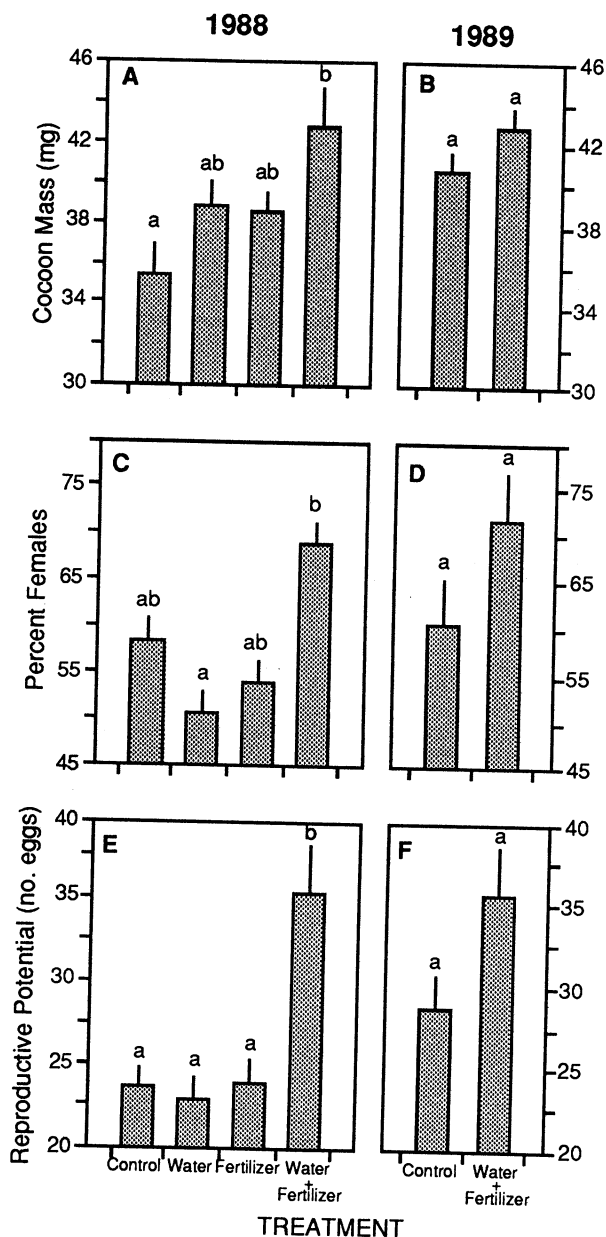 1988
1989
A
B
Cocoon Mass (mg)
46
42
38
34
30
a
ab
ab
b
a
a
46
42
38
34
30
C
D
Percent Females
75
65
55
45
ab
a
ab
b
a
a
75
65
55
45
E
F
Reproductive Potential (no. eggs)
40
35
30
25
20
a
a
a
b
a
a
40
35
30
25
20
Control Water Fertilizer Water
+
Fertilizer
Control Water
+
Fertilizer
TREATMENT